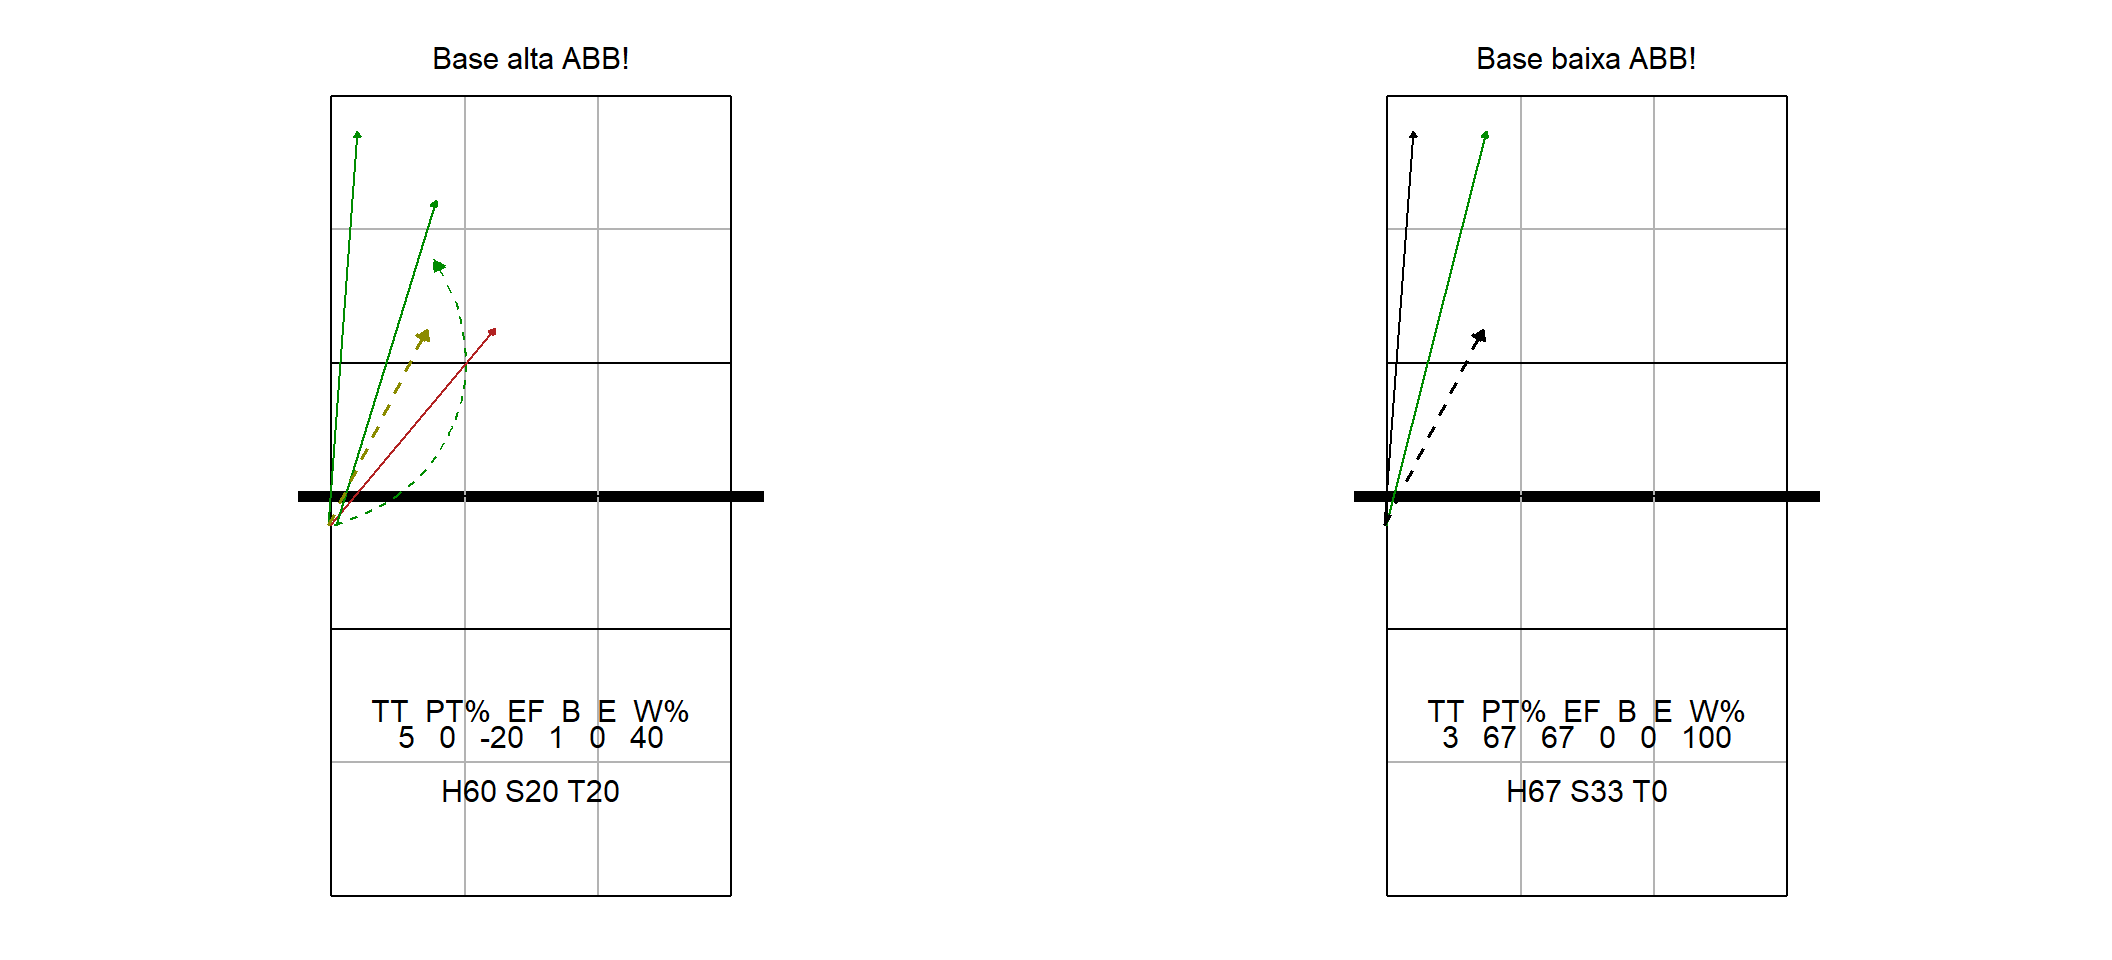 Base alta ABB!
TT PT% EF B E W%
5 0 -20 1 0 40
H60 S20 T20
Base baixa ABB!
TT PT% EF B E W%
3 67 67 0 0 100
H67 S33 T0